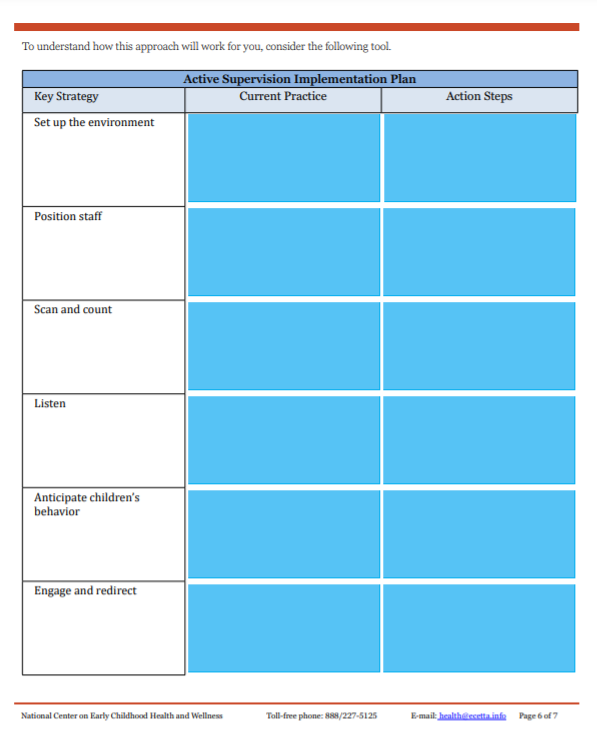 To understand how this approach will work for you, consider the following tool.
Active Supervision Implementation Plan
Key Strategy Current Practice Action Steps
Set up the environment
Position staff
Scan and count
Listen
Anticipate children's
behavior
Engage and redirect
National Center on Early Childhood Health and Wellness Toll-free phone: 888/227-5125 E-mail: health@ecetta.info Page 6 of 7